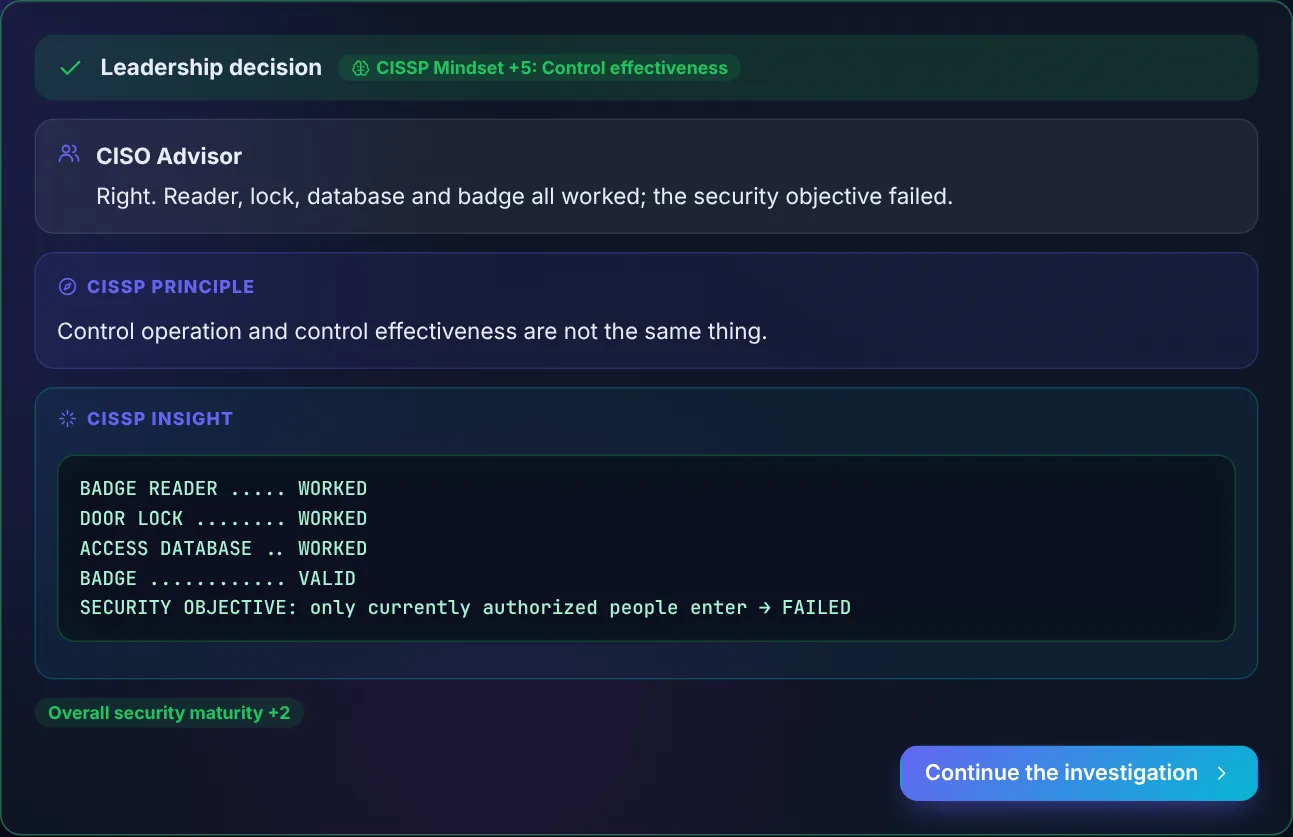 Leadership decision CISSP Mindset +5: Control effectiveness
CISO Advisor
Right. Reader, lock, database and badge all worked; the security objective failed.
CISSP PRINCIPLE
Control operation and control effectiveness are not the same thing.
CISSP INSIGHT
BADGE READER ..... WORKED
DOOR LOCK ........ WORKED
ACCESS DATABASE .. WORKED
BADGE ............ VALID
SECURITY OBJECTIVE: only currently authorized people enter → FAILED
Overall security maturity +2
Continue the investigation